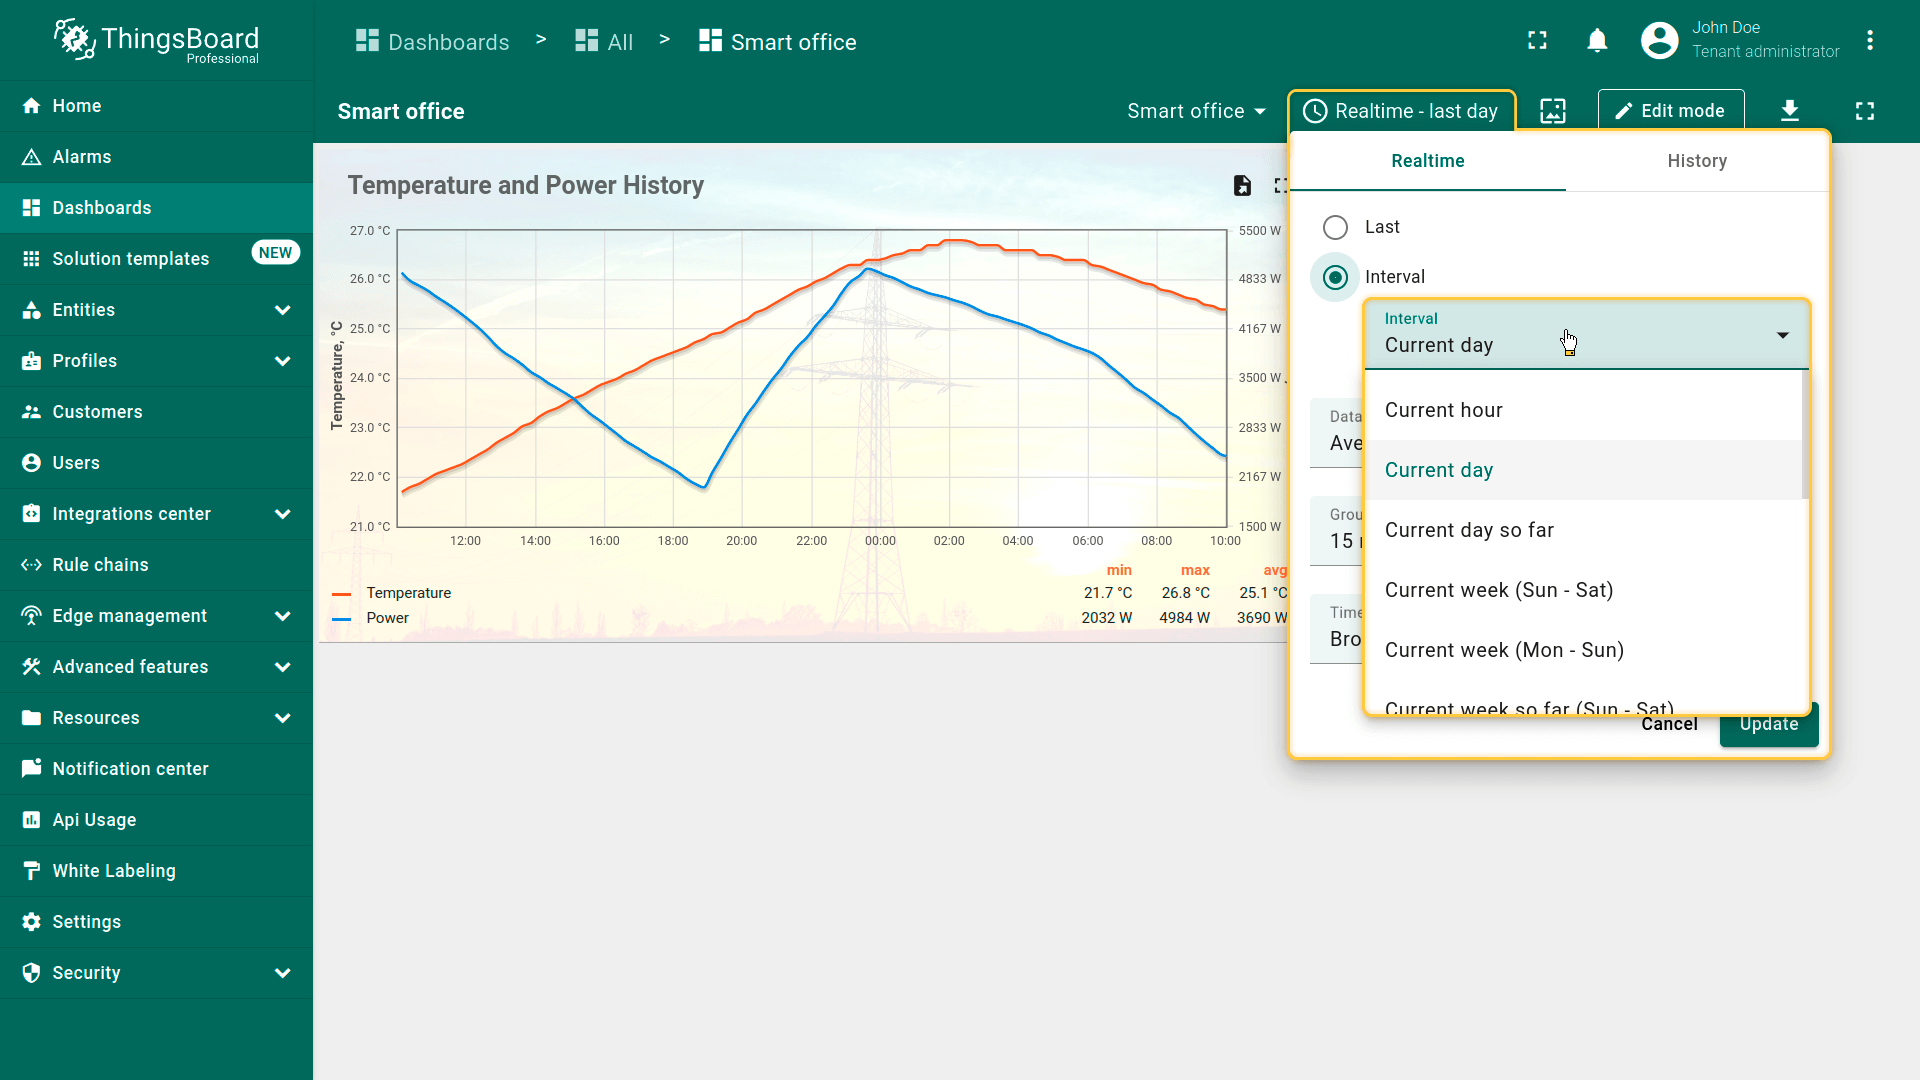 ThingsBoard
Professional
Dashboards > All > Smart office
John Doe
Tenant administrator
Home
Alarms
Dashboards
Solution templates NEW
Entities
Profiles
Customers
Users
Integrations center
Rule chains
Edge management
Advanced features
Resources
Notification center
Api Usage
White Labeling
Settings
Security
Smart office
Smart office
Realtime - last day
Edit mode
Temperature and Power History
Temperature, °C
27.0 °C
26.0 °C
25.0 °C
24.0 °C
23.0 °C
22.0 °C
21.0 °C
5500 W
4833 W
4167 W
3500 W
2833 W
2167 W
1500 W
12:00 14:00 16:00 18:00 20:00 22:00 00:00 02:00 04:00 06:00 08:00 10:00
min max avg
Temperature 21.7 °C 26.8 °C 25.1 °C
Power 2032 W 4984 W 3690 W
Realtime
History
Last
Interval
Interval
Current day
Current hour
Current day
Current day so far
Current week (Sun - Sat)
Current week (Mon - Sun)
Current week so far (Sun - Sat)
Data
Ave
Grou
15
Time
Bro
Cancel
Update